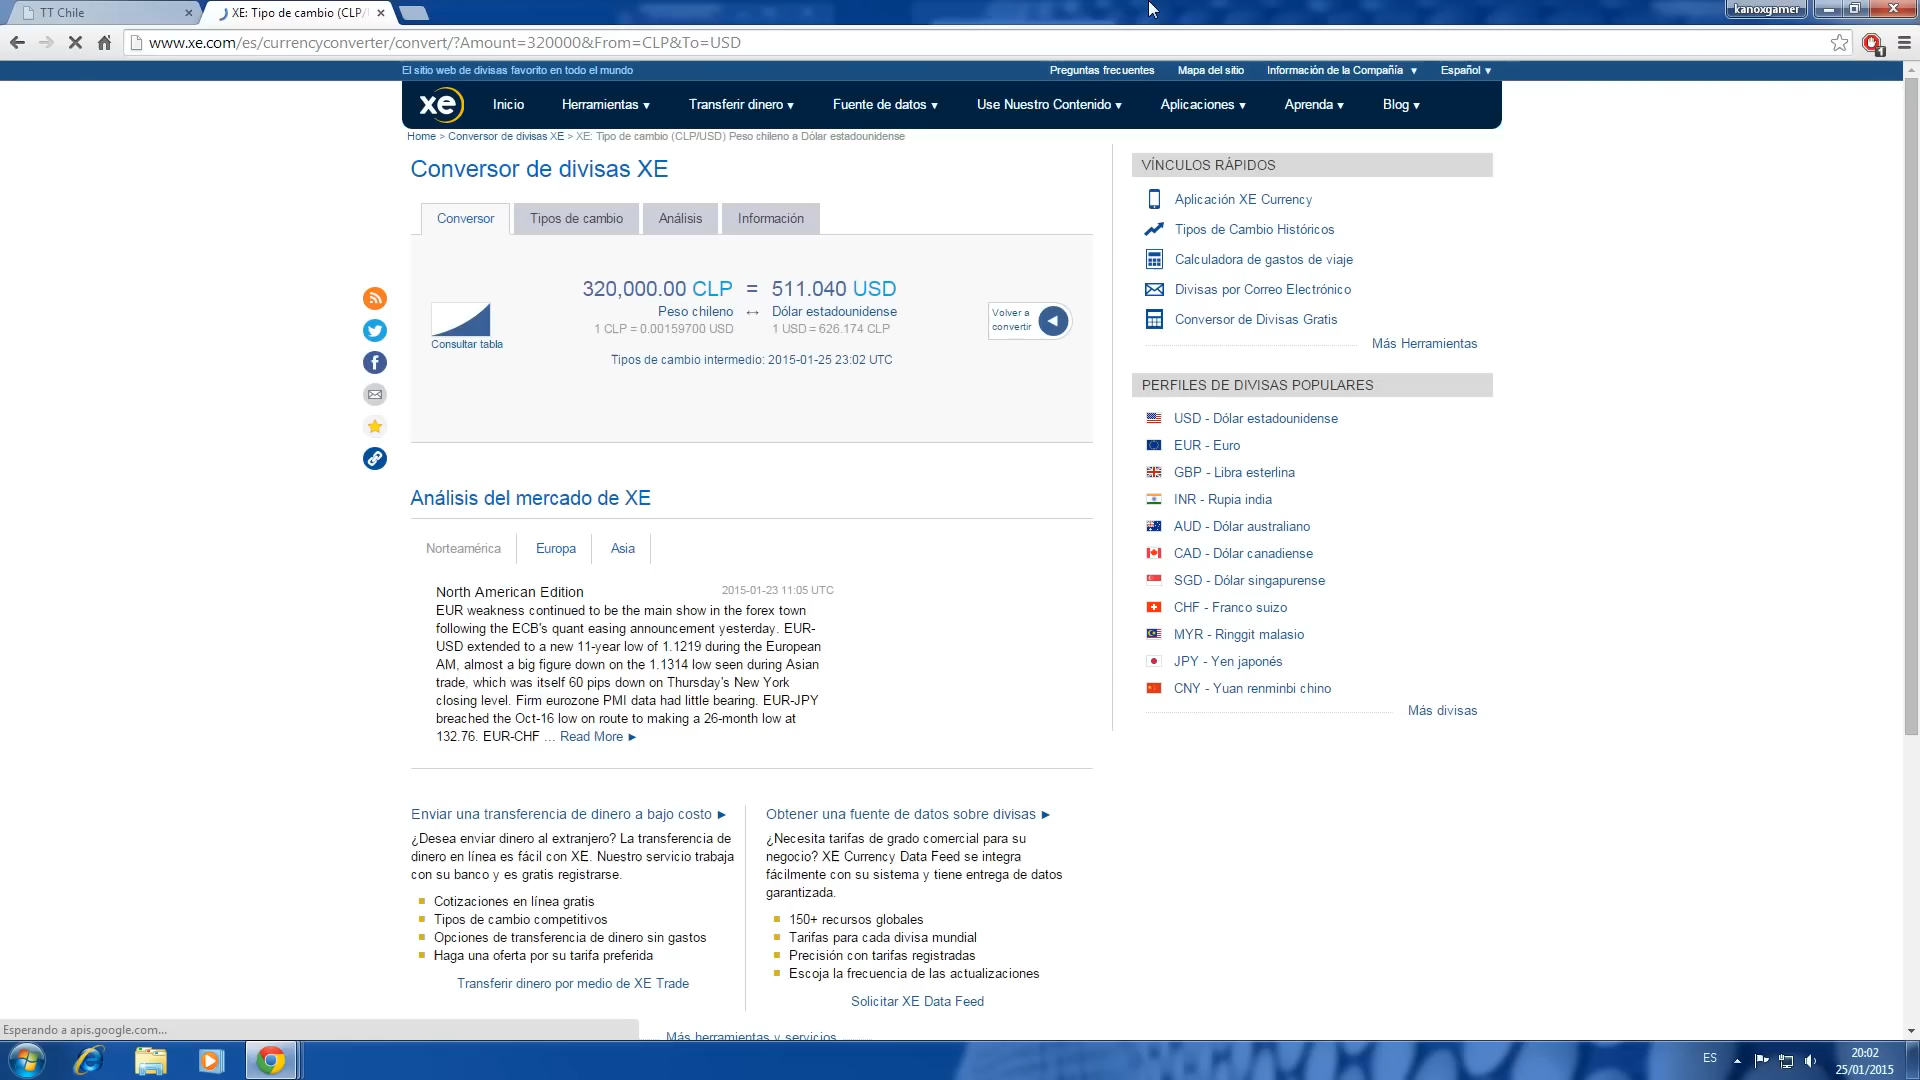 TT Chile
XE: Tipo de cambio (CLP/
kanoxgamer
www.xe.com/es/currencyconverter/convert/?Amount=320000&From=CLP&To=USD
1
El sitio web de divisas favorito en todo el mundo
Preguntas frecuentes Mapa del sitio Información de la Compañía ▼ Español ▼
xe Inicio Herramientas ▾ Transferir dinero ▾ Fuente de datos ▾ Use Nuestro Contenido ▾ Aplicaciones ▾ Aprenda ▾ Blog ▾
Home > Conversor de divisas XE > XE: Tipo de cambio (CLP/USD) Peso chileno a Dólar estadounidense
Conversor de divisas XE
Conversor Tipos de cambio Análisis Información
320,000.00 CLP = 511.040 USD
Peso chileno ↔ Dólar estadounidense
1 CLP = 0.00159700 USD 1 USD = 626.174 CLP
Tipos de cambio intermedio: 2015-01-25 23:02 UTC
Consultar tabla
Volver a
convertir
Análisis del mercado de XE
Norteamérica Europa Asia
North American Edition 2015-01-23 11:05 UTC
EUR weakness continued to be the main show in the forex town
following the ECB's quant easing announcement yesterday. EUR-
USD extended to a new 11-year low of 1.1219 during the European
AM, almost a big figure down on the 1.1314 low seen during Asian
trade, which was itself 60 pips down on Thursday's New York
closing level. Firm eurozone PMI data had little bearing. EUR-JPY
breached the Oct-16 low on route to making a 26-month low at
132.76. EUR-CHF ... Read More ►
Enviar una transferencia de dinero a bajo costo ►
¿Desea enviar dinero al extranjero? La transferencia de
dinero en línea es fácil con XE. Nuestro servicio trabaja
con su banco y es gratis registrarse.
Cotizaciones en línea gratis
Tipos de cambio competitivos
Opciones de transferencia de dinero sin gastos
Haga una oferta por su tarifa preferida
Transferir dinero por medio de XE Trade
Obtener una fuente de datos sobre divisas ►
¿Necesita tarifas de grado comercial para su
negocio? XE Currency Data Feed se integra
fácilmente con su sistema y tiene entrega de datos
garantizada.
150+ recursos globales
Tarifas para cada divisa mundial
Precisión con tarifas registradas
Escoja la frecuencia de las actualizaciones
Solicitar XE Data Feed
Más herramientas y servicios
VÍNCULOS RÁPIDOS
Aplicación XE Currency
Tipos de Cambio Históricos
Calculadora de gastos de viaje
Divisas por Correo Electrónico
Conversor de Divisas Gratis
Más Herramientas
PERFILES DE DIVISAS POPULARES
USD - Dólar estadounidense
EUR - Euro
GBP - Libra esterlina
INR - Rupia india
AUD - Dólar australiano
CAD - Dólar canadiense
SGD - Dólar singapurense
CHF - Franco suizo
MYR - Ringgit malasio
JPY - Yen japonés
CNY - Yuan renminbi chino
Más divisas
Esperando a apis.google.com...
ES
20:02
25/01/2015